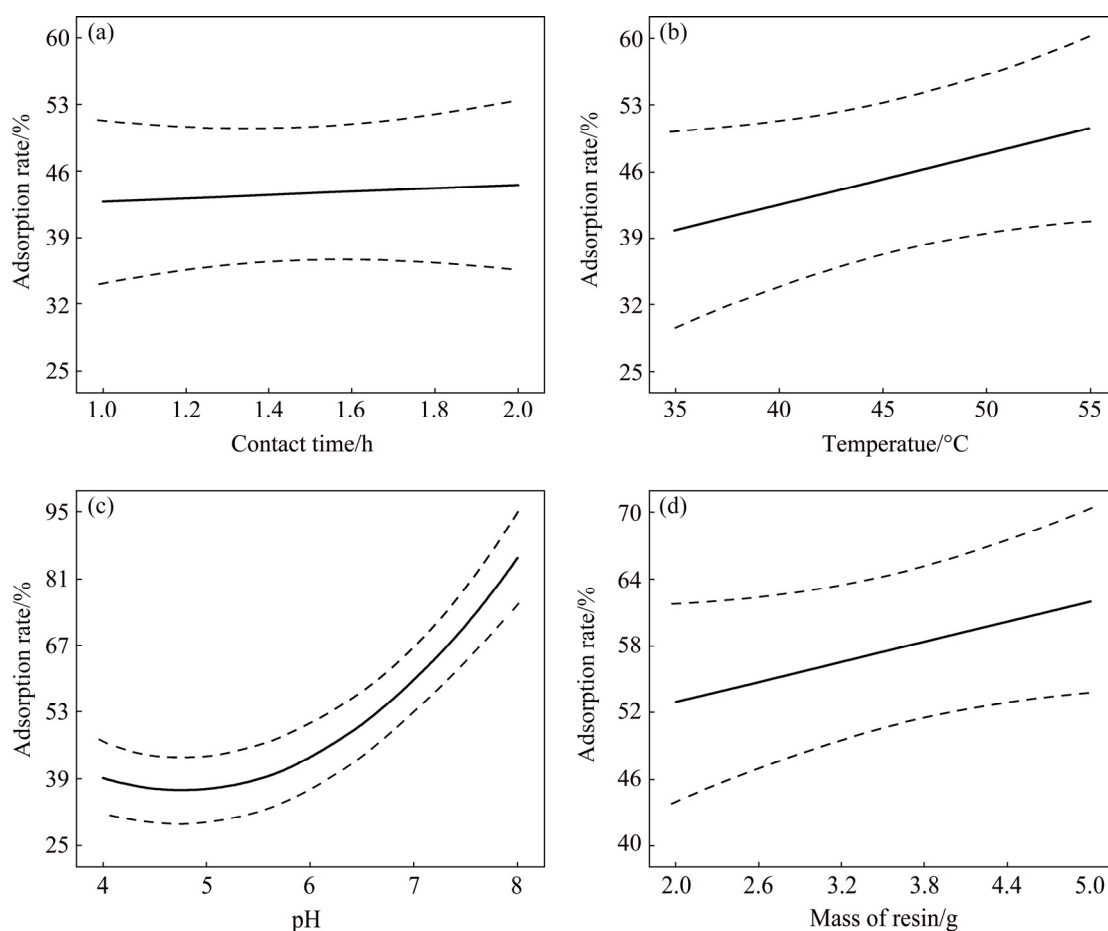 (a)
Adsorption rate/%
60
53
46
39
32
25
1.0 1.2 1.4 1.6 1.8 2.0
Contact time/h
(b)
Adsorption rate/%
60
53
46
39
32
25
35 40 45 50 55
Temperatue/°C
(c)
Adsorption rate/%
95
81
67
53
39
25
4 5 6 7 8
pH
(d)
Adsorption rate/%
70
64
58
52
46
40
2.0 2.6 3.2 3.8 4.4 5.0
Mass of resin/g